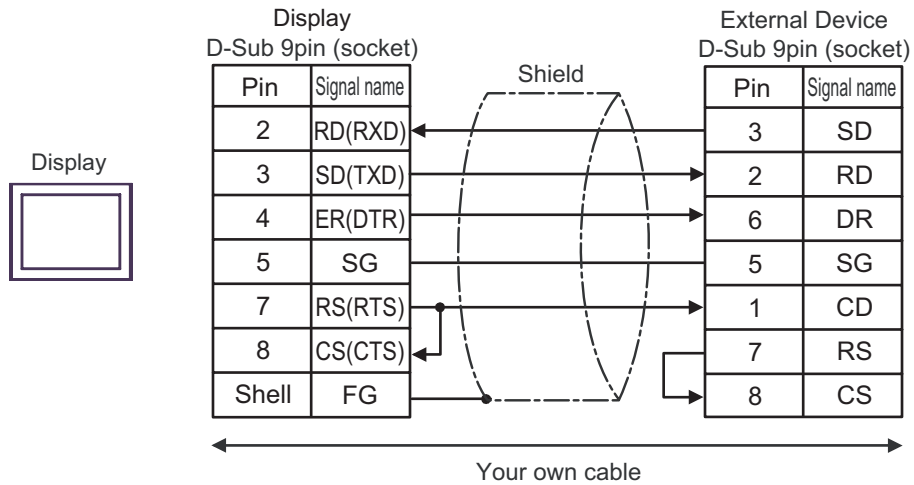 Display
D-Sub 9pin (socket)
External Device
D-Sub 9pin (socket)
Shield
Display
Pin Signal name
2 RD(RXD)
3 SD(TXD)
4 ER(DTR)
5 SG
7 RS(RTS)
8 CS(CTS)
Shell FG
Pin Signal name
3 SD
2 RD
6 DR
5 SG
1 CD
7 RS
8 CS
Your own cable